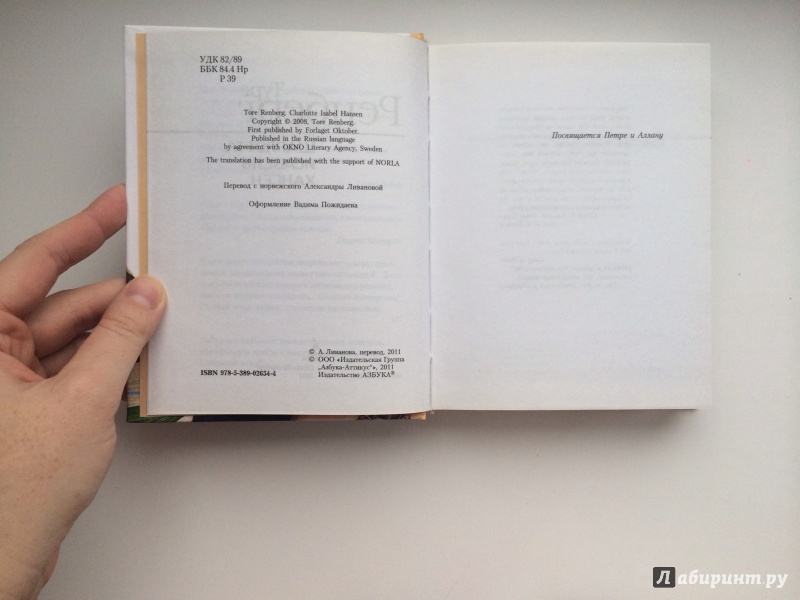 УДК 82/89
ББК 84.4 Нр
Р 39
Tore Renberg. Charlotte Isabel Hansen
Copyright © 2008, Tore Renberg.
First published by Forlaget Oktober.
Published in the Russian language
by agreement with OKNO Literary Agency, Sweden
The translation has been published with the support of NORLA
Перевод с норвежского Александры Ливановой
Оформление Вадима Пожидаева
© А. Ливанова, перевод, 2011
© ООО «Издательская Группа
„Азбука-Аттикус“», 2011
Издательство АЗБУКА®
ISBN 978-5-389-02654-4
Посвящается Петре и Аллану
Лабиринт.ру